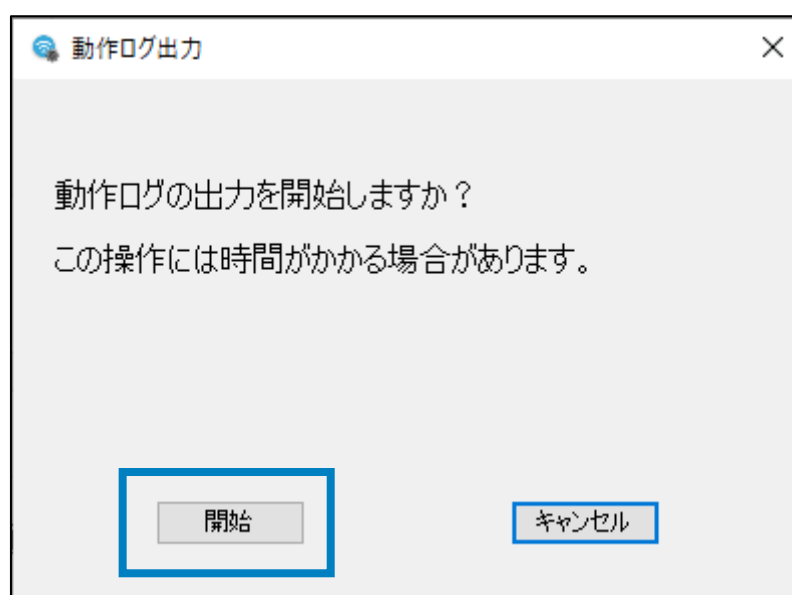 動作ログ出力
動作ログの出力を開始しますか？
この操作には時間がかかる場合があります。
開始
キャンセル